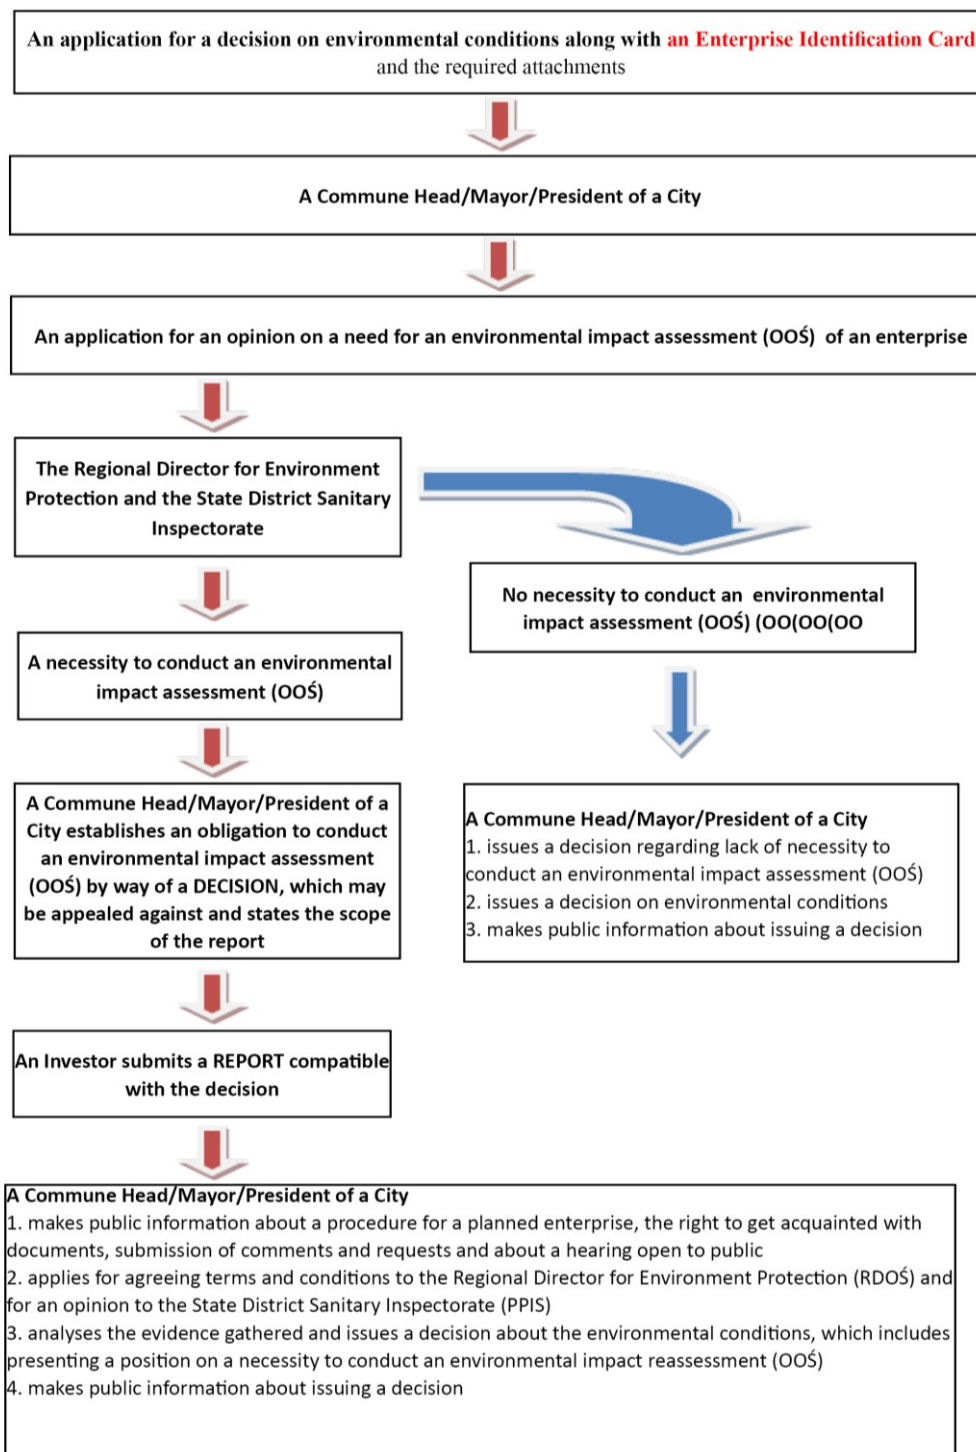 An application for a decision on environmental conditions along with an Enterprise Identification Card
and the required attachments
A Commune Head/Mayor/President of a City
An application for an opinion on a need for an environmental impact assessment (OOŚ)  of an enterprise
The Regional Director for Environment
Protection and the State District Sanitary
Inspectorate
No necessity to conduct an  environmental
impact assessment (OOŚ) (OO(OO(OO
A necessity to conduct an environmental
impact assessment (OOŚ)
A Commune Head/Mayor/President of a
City establishes an obligation to conduct
an environmental impact assessment
(OOŚ) by way of a DECISION, which may
be appealed against and states the scope
of the report
A Commune Head/Mayor/President of a City
1. issues a decision regarding lack of necessity to
conduct an environmental impact assessment (OOŚ)
2. issues a decision on environmental conditions
3. makes public information about issuing a decision
An Investor submits a REPORT compatible
with the decision
A Commune Head/Mayor/President of a City
1. makes public information about a procedure for a planned enterprise, the right to get acquainted with
documents, submission of comments and requests and about a hearing open to public
2. applies for agreeing terms and conditions to the Regional Director for Environment Protection (RDOŚ) and
for an opinion to the State District Sanitary Inspectorate (PPIS)
3. analyses the evidence gathered and issues a decision about the environmental conditions, which includes
presenting a position on a necessity to conduct an environmental impact reassessment (OOŚ)
4. makes public information about issuing a decision